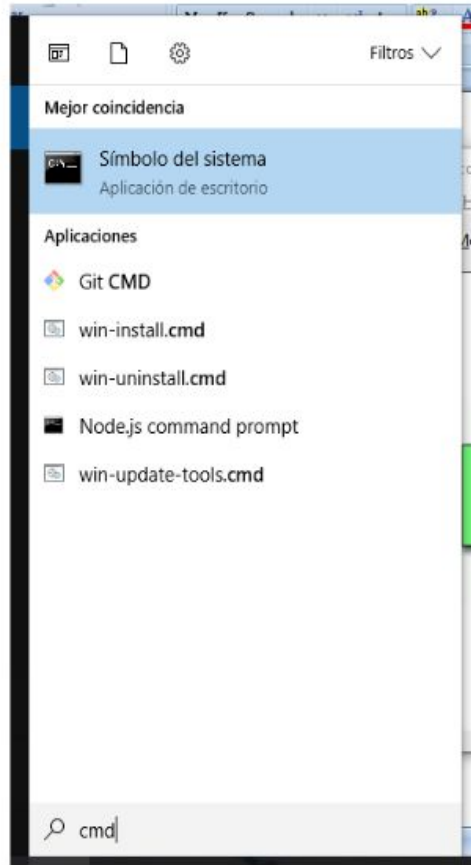 Filtros
Mejor coincidencia
C:\_
Símbolo del sistema
Aplicación de escritorio
Aplicaciones
Git CMD
win-install.cmd
win-uninstall.cmd
Node.js command prompt
win-update-tools.cmd
cmd